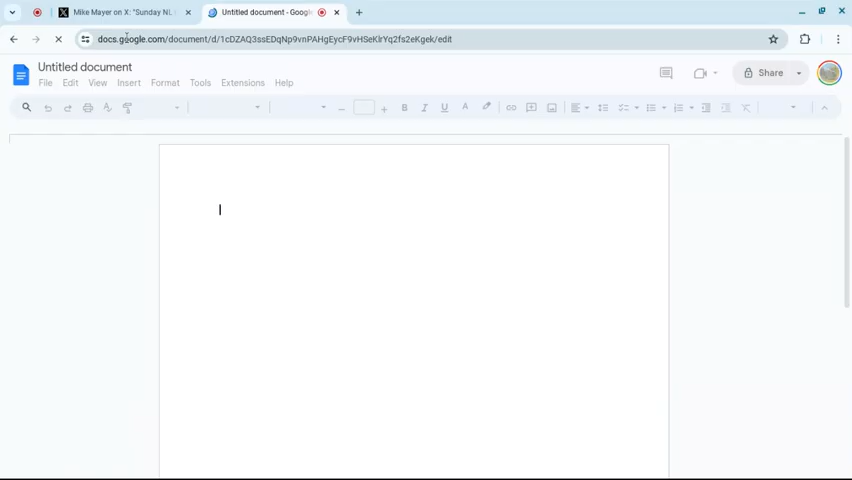 Mike Mayer on X: "Sunday NL
Untitled document - Google
docs.google.com/document/d/1cDZAQ3ssEDqNp9vnPAHgEycF9vHSeKlrYq2fs2eKgek/edit
Untitled document
File Edit View Insert Format Tools Extensions Help
Share
B I U A